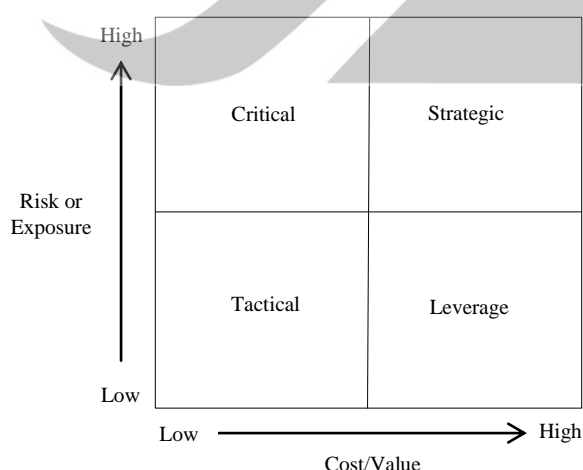 High
Critical
Strategic
Risk or
Exposure
Tactical
Leverage
Low
Low
High
Cost/Value